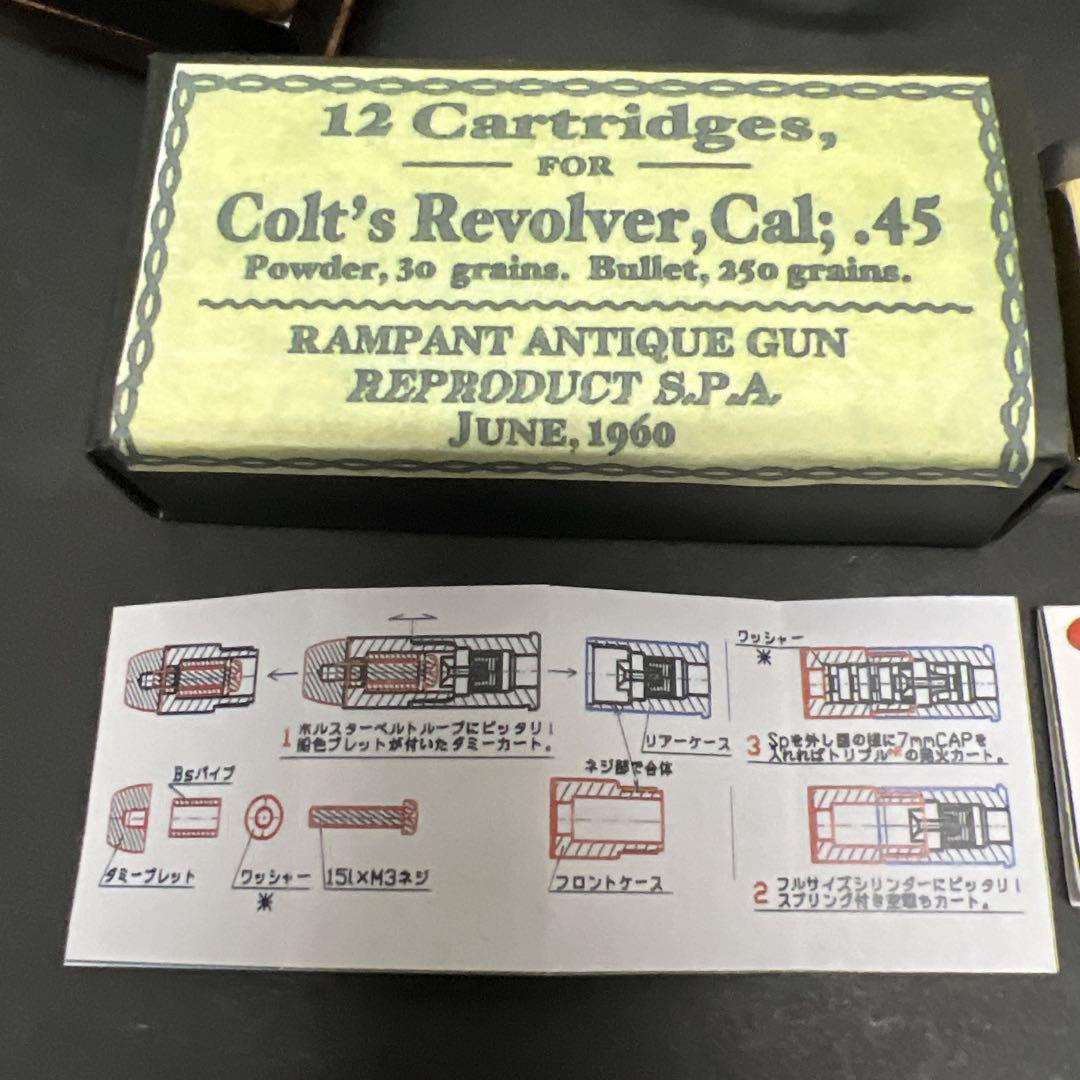 12 Cartridges,
FOR
Colt's Revolver, Cal; .45
Powder, 30 grains. Bullet, 250 grains.
RAMPANT ANTIQUE GUN
REPRODUCT S.P.A.
JUNE, 1960
1 ホルスターベルトループにピッタリ!
鉛色ブレットが付いたダミーカート。
リアーケース
ネジ部で合体
ワッシャー
※
3 Spを外し
に7mmCAPを
入れればトリプル
の発火カート。
Bsパイプ
ダミーブレット
ワッシャー
※
15l×M3ネジ
フロントケース
2 フルサイズシリンダーにピッタリ!
スプリング付き空撃ちカート。